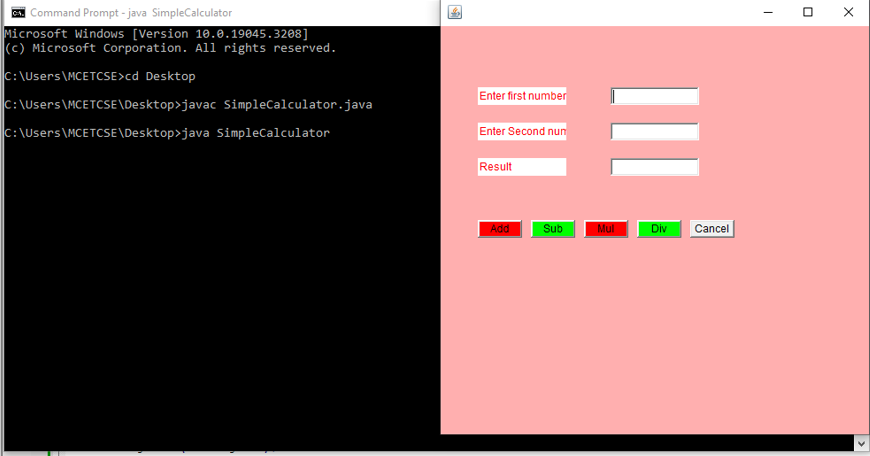 Command Prompt - java  SimpleCalculator
Microsoft Windows [Version 10.0.19045.3208]
(c) Microsoft Corporation. All rights reserved.
C:\Users\MCETCSE>cd Desktop
C:\Users\MCETCSE\Desktop>javac SimpleCalculator.java
C:\Users\MCETCSE\Desktop>java SimpleCalculator
Enter first number
Enter Second num
Result
Add Sub Mul Div Cancel